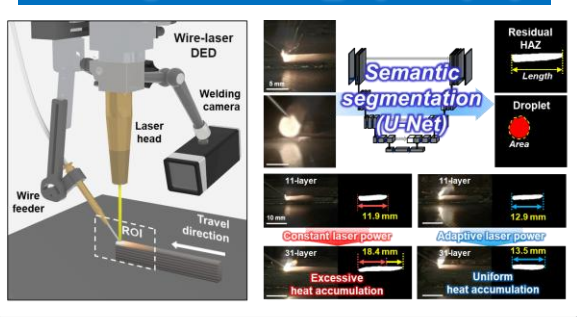 Wire-laser
DED
Welding
camera
Laser
head
Wire
feeder
ROI
Travel
direction
5 mm
Semantic
segmentation
(U-Net)
Residual
HAZ
Length
Droplet
Area
11-layer
10 mm
11.9 mm
11-layer
12.9 mm
Constant laser power
Adaptive laser power
31-layer
18.4 mm
Excessive
heat accumulation
31-layer
13.5 mm
Uniform
heat accumulation